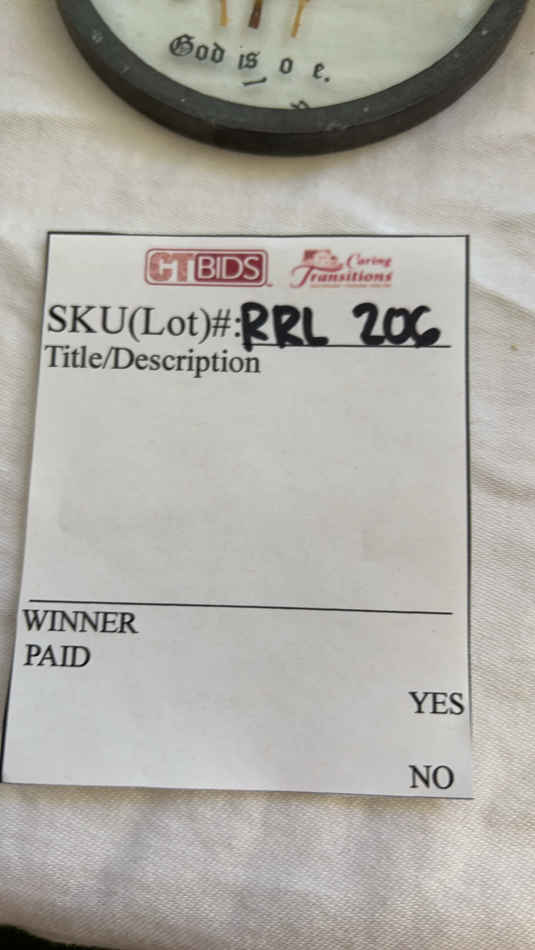 God is o e.
CTBIDS
Caring
Transitions
SKU(Lot)#: RRL 206
Title/Description
WINNER
PAID
YES
NO